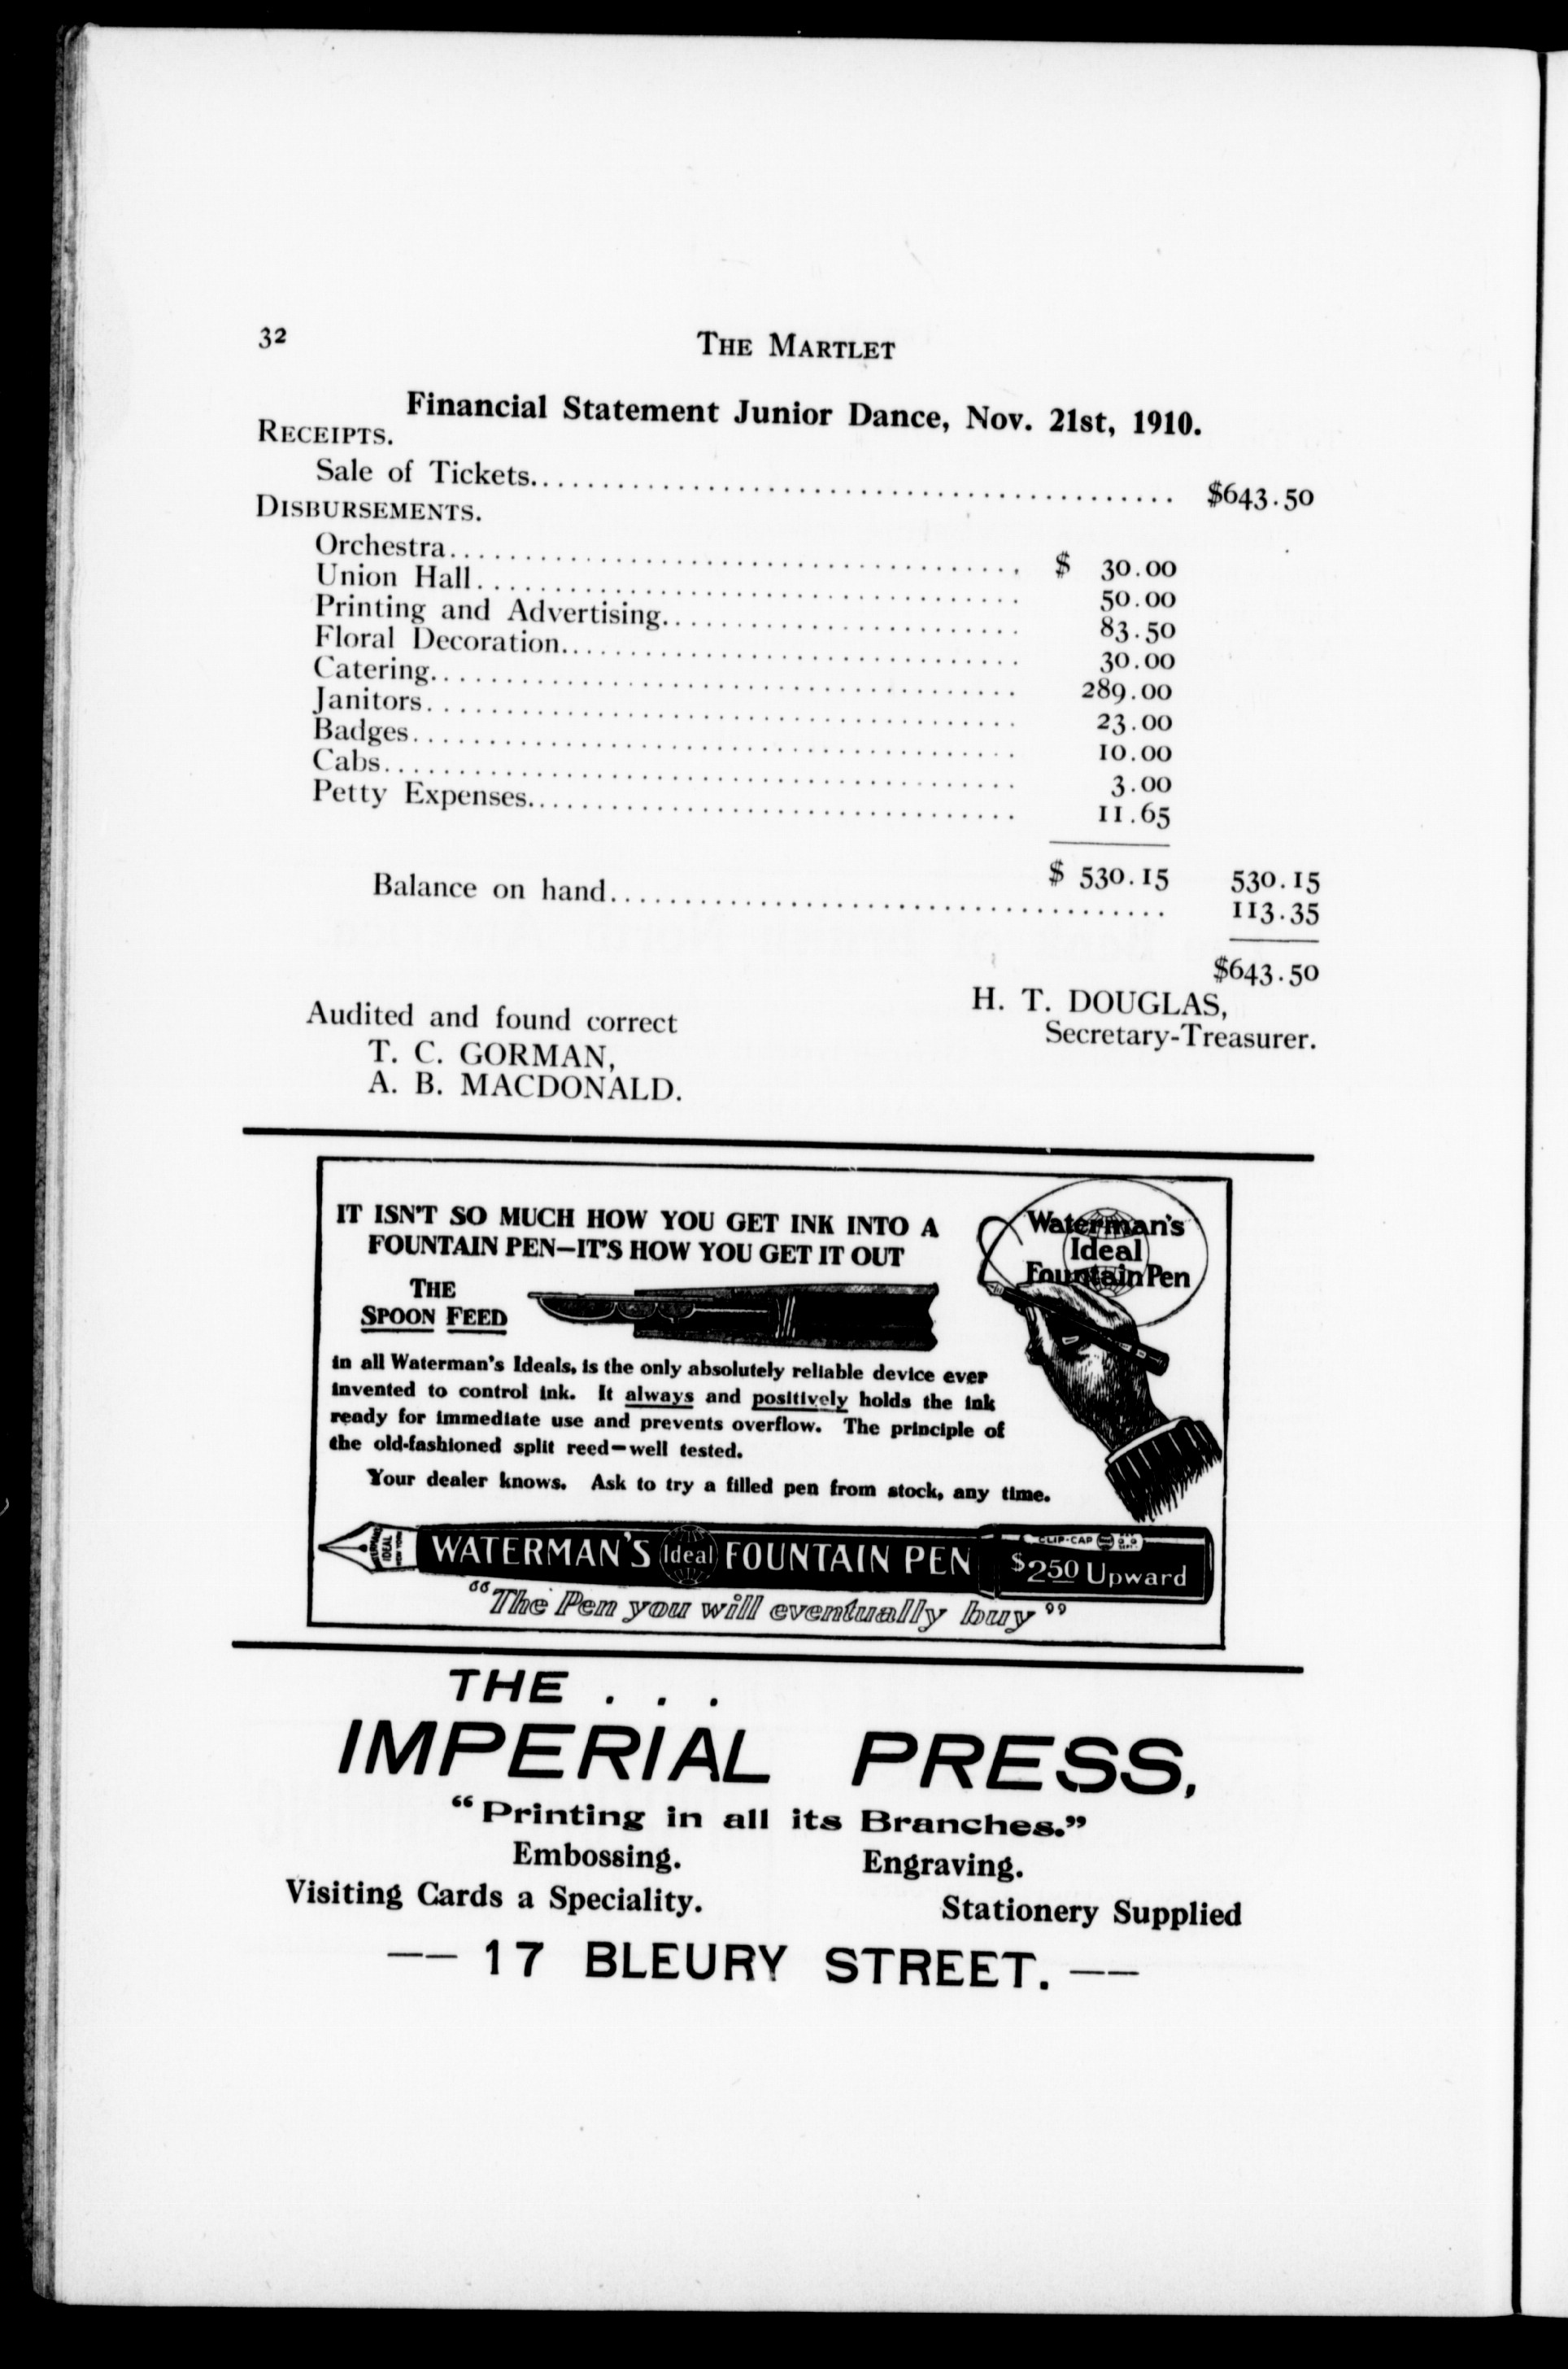 32
The Martlet
Financial Statement Junior Dance, Nov. 21st, 1910.
Receipts.
Sale of Tickets............................................ $643.50
Disbursements.
Orchestra....................................... $ 30.00
Union Hall..................................... 50.00
Printing and Advertising........................ 83.50
Floral Decoration............................... 30.00
Catering........................................ 289.00
Janitors........................................ 23.00
Badges......................................... 10.00
Cabs........................................... 3.00
Petty Expenses................................. 11.65
$ 530.15 530.15
Balance on hand...................................... 113.35
$643.50
H. T. DOUGLAS,
Secretary-Treasurer.
Audited and found correct
T. C. GORMAN,
A. B. MACDONALD.
IT ISN'T SO MUCH HOW YOU GET INK INTO A
FOUNTAIN PEN—IT'S HOW YOU GET IT OUT
Waterman's
Ideal
Fountain Pen
The
Spoon Feed
in all Waterman's Ideals, is the only absolutely reliable device ever
invented to control ink. It always and positively holds the ink
ready for immediate use and prevents overflow. The principle of
the old-fashioned split reed—well tested.
Your dealer knows. Ask to try a filled pen from stock, any time.
IDEAL
NEW YORK
WATERMAN'S Ideal FOUNTAIN PEN
CLIP-CAP
$2.50 Upward
"The Pen you will eventually buy"
THE . . .
IMPERIAL PRESS,
"Printing in all its Branches."
Embossing. Engraving.
Visiting Cards a Speciality. Stationery Supplied
—— 17 BLEURY STREET. ——